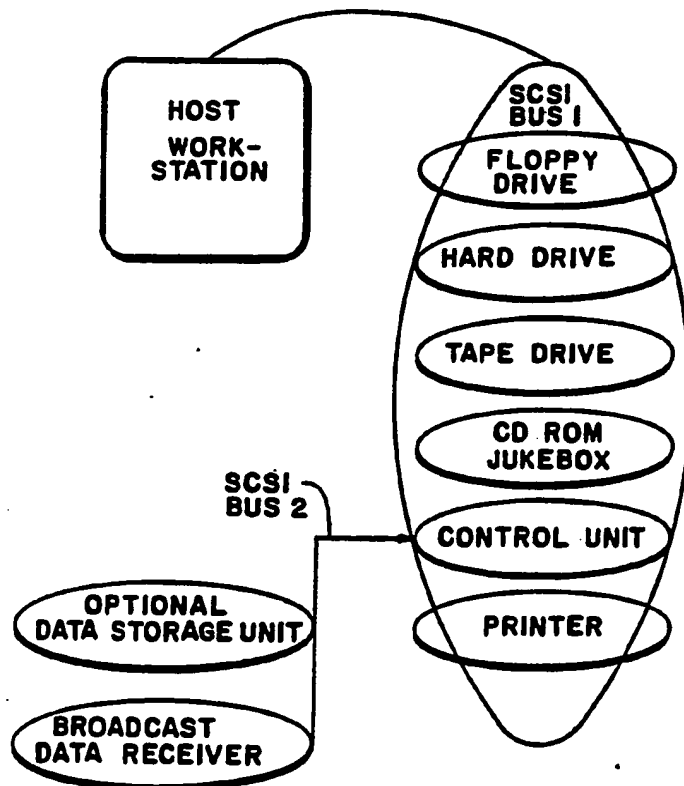 HOST
WORK-
STATION
SCSI
BUS 1
FLOPPY
DRIVE
HARD DRIVE
TAPE DRIVE
CD ROM
JUKEBOX
SCSI
BUS 2
CONTROL UNIT
OPTIONAL
DATA STORAGE UNIT
PRINTER
BROADCAST
DATA RECEIVER